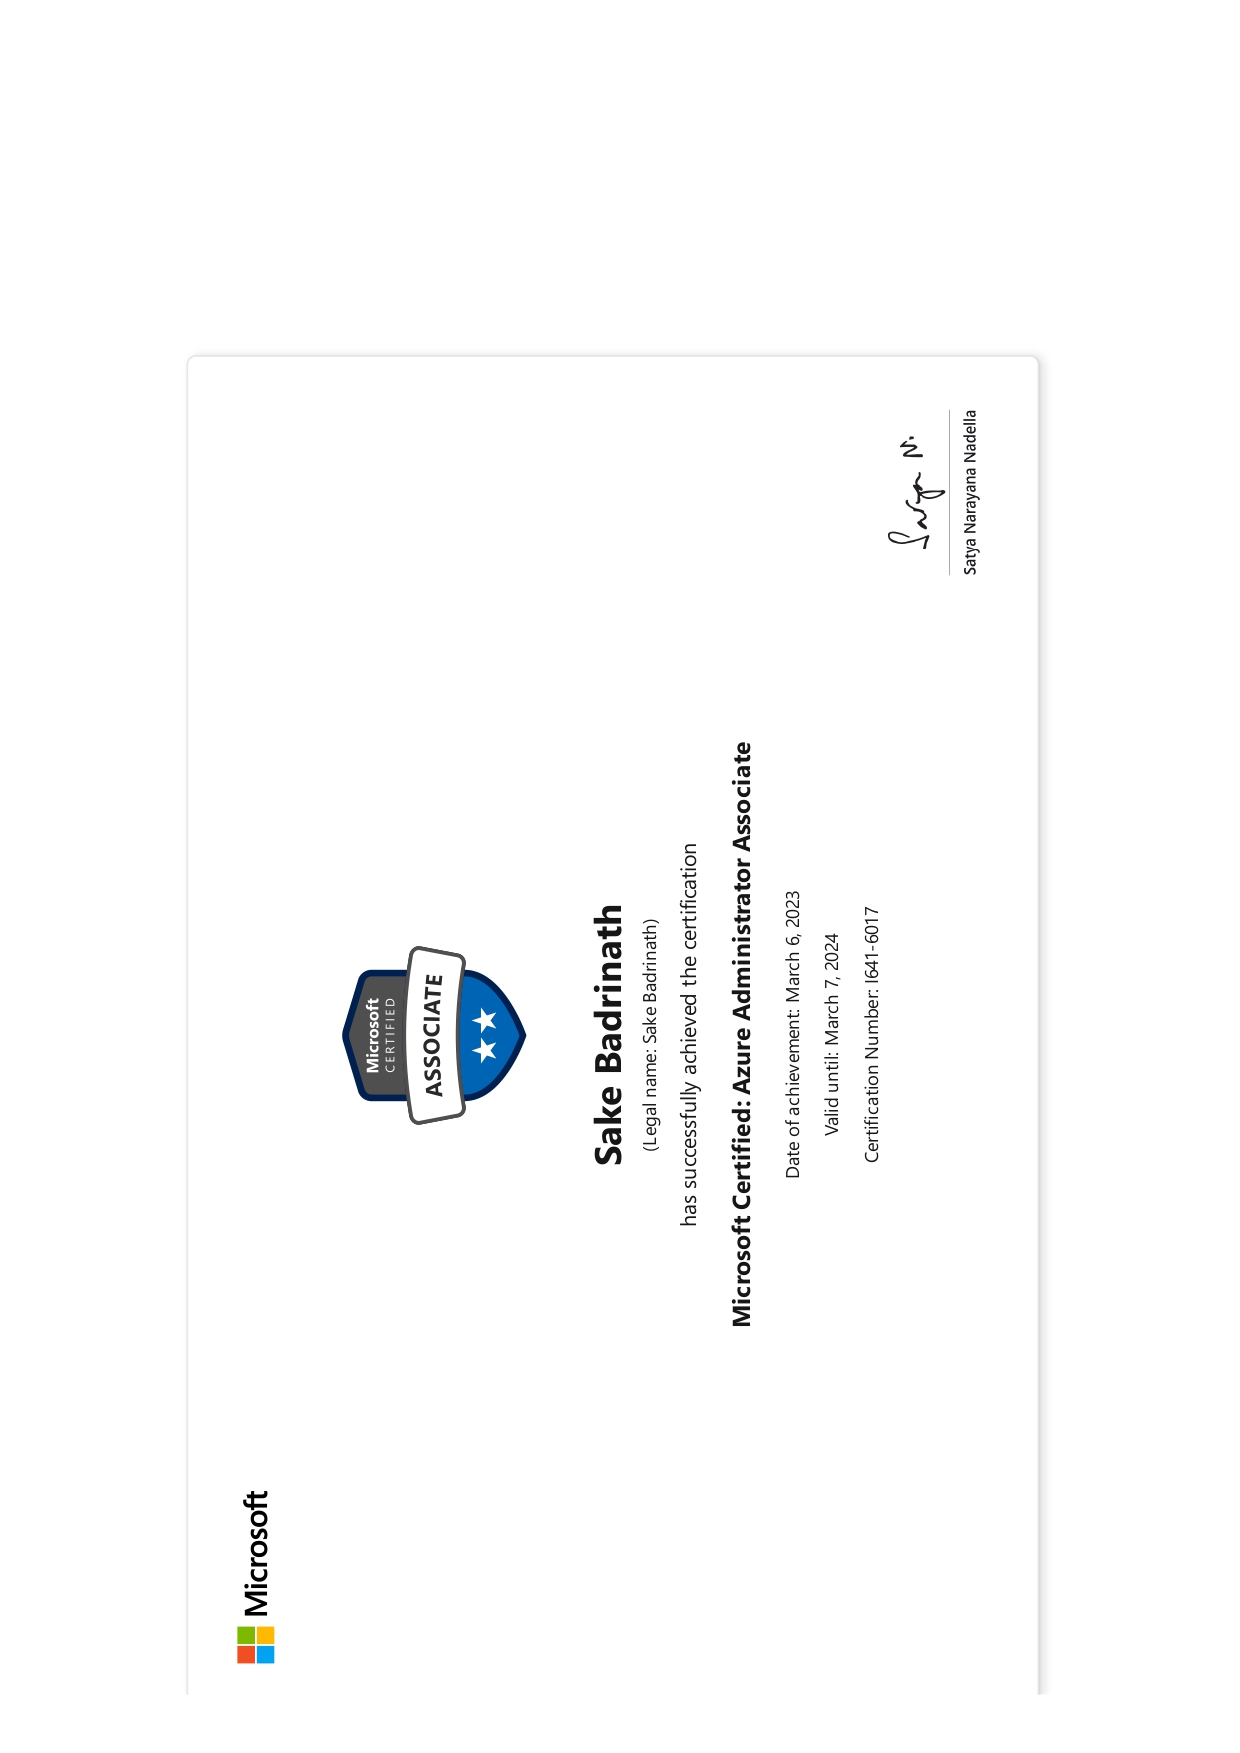 Microsoft
Microsoft
CERTIFIED
ASSOCIATE
Sake Badrinath
(Legal name: Sake Badrinath)
has successfully achieved the certification
Microsoft Certified: Azure Administrator Associate
Date of achievement: March 6, 2023
Valid until: March 7, 2024
Certification Number: I641-6017
Satya N.
Satya Narayana Nadella